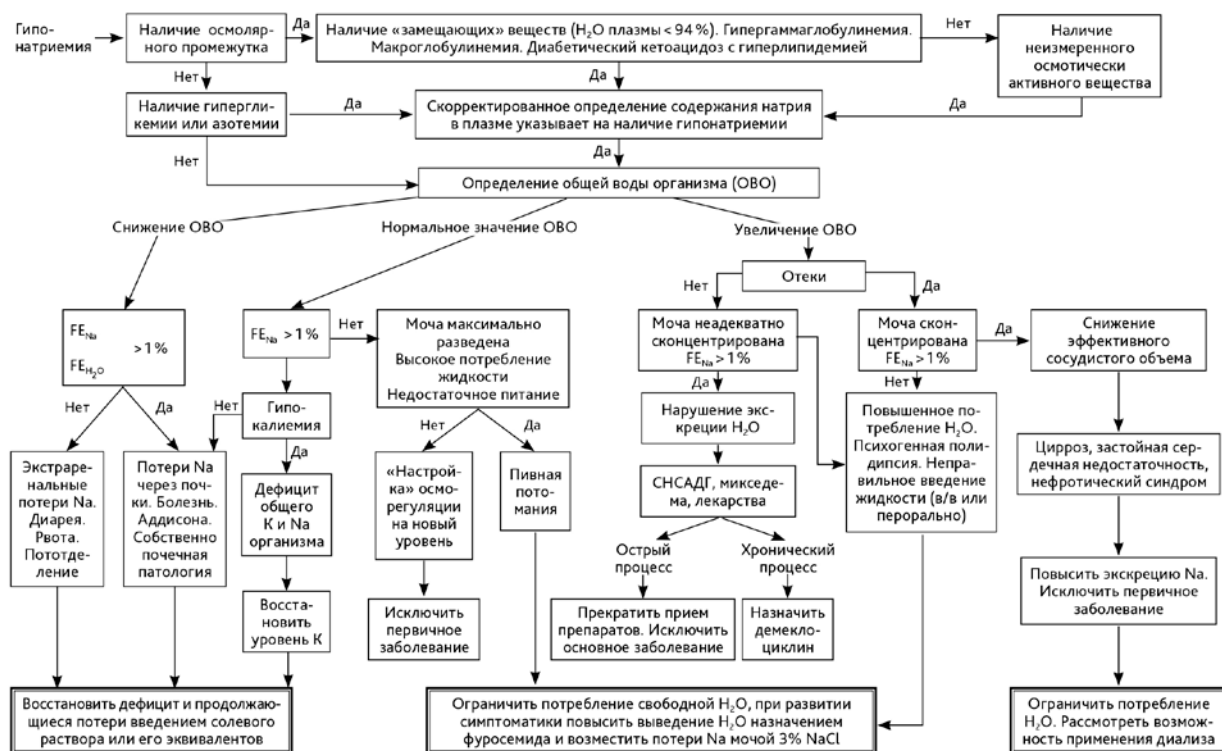 Гипо-
натриемия
Наличие осмоляр-
ного промежутка
Да
Наличие «замещающих» веществ (H₂O плазмы < 94 %). Гипергаммаглобулинемия.
Макроглобулинемия. Диабетический кетоацидоз с гиперлипидемией
Нет
Наличие
неизмеренного
осмотически
активного вещества
Нет
Да
Да
Наличие гипергли-
кемии или азотемии
Да
Скорректированное определение содержания натрия
в плазме указывает на наличие гипонатриемии
Нет
Да
Определение общей воды организма (ОВО)
Снижение ОВО
Нормальное значение ОВО
Увеличение ОВО
Отеки
Нет
Да
FE_Na
FE_H₂O
> 1 %
FE_Na > 1 %
Нет
Моча максимально
разведена
Высокое потребление
жидкости
Недостаточное питание
Моча неадекватно
сконцентрирована
FE_Na > 1 %
Моча скон-
центрирована
FE_Na > 1 %
Да
Снижение
эффективного
сосудистого объема
Нет
Да
Нет
Гипо-
калиемия
Нет
Да
Да
Нет
Нарушение экс-
креции H₂O
Повышенное по-
требление H₂O.
Психогенная поли-
дипсия. Непра-
вильное введение
жидкости (в/в или
перорально)
Цирроз, застойная сер-
дечная недостаточность,
нефротический синдром
Экстраре-
нальные
потери Na.
Диарея.
Рвота.
Потоотде-
ление
Потери Na
через поч-
ки. Болезнь.
Аддисона.
Собственно
почечная
патология
Да
Дефицит
общего
K и Na
организма
«Настрой-
ка» осмо-
регуляции
на новый
уровень
Пивная
пото-
мания
СНСАДГ, микседе-
ма, лекарства
Острый
процесс
Хронический
процесс
Восста-
новить
уровень K
Исключить
первичное
заболевание
Прекратить прием
препаратов. Исключить
основное заболевание
Назначить
демекло-
циклин
Повысить экскрецию Na.
Исключить первичное
заболевание
Восстановить дефицит и продолжаю-
щиеся потери введением солевого
раствора или его эквивалентов
Ограничить потребление свободной H₂O, при развитии
симптоматики повысить выведение H₂O назначением
фуросемида и возместить потери Na мочой 3% NaCl
Ограничить потребление
H₂O. Рассмотреть возмож-
ность применения диализа